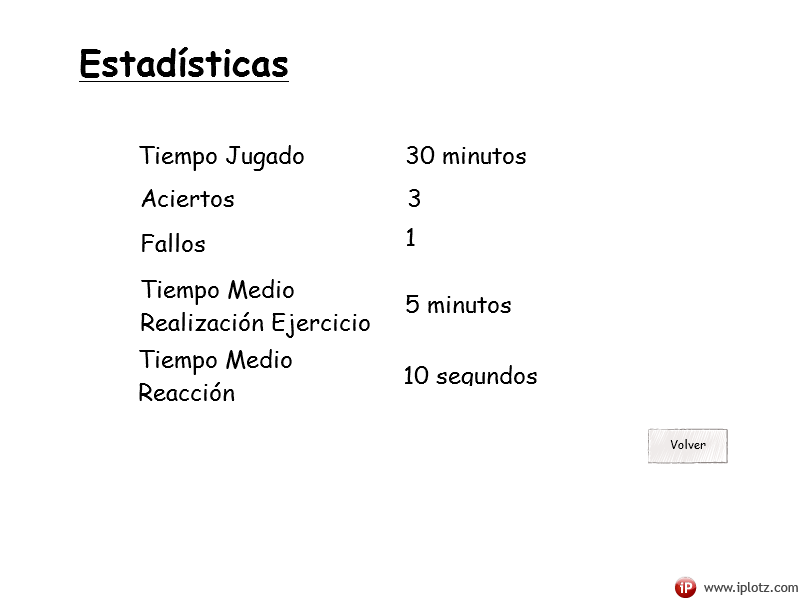 Estadísticas
Tiempo Jugado 30 minutos
Aciertos 3
Fallos 1
Tiempo Medio
Realización Ejercicio 5 minutos
Tiempo Medio
Reacción 10 segundos
Volver
iP www.iplotz.com